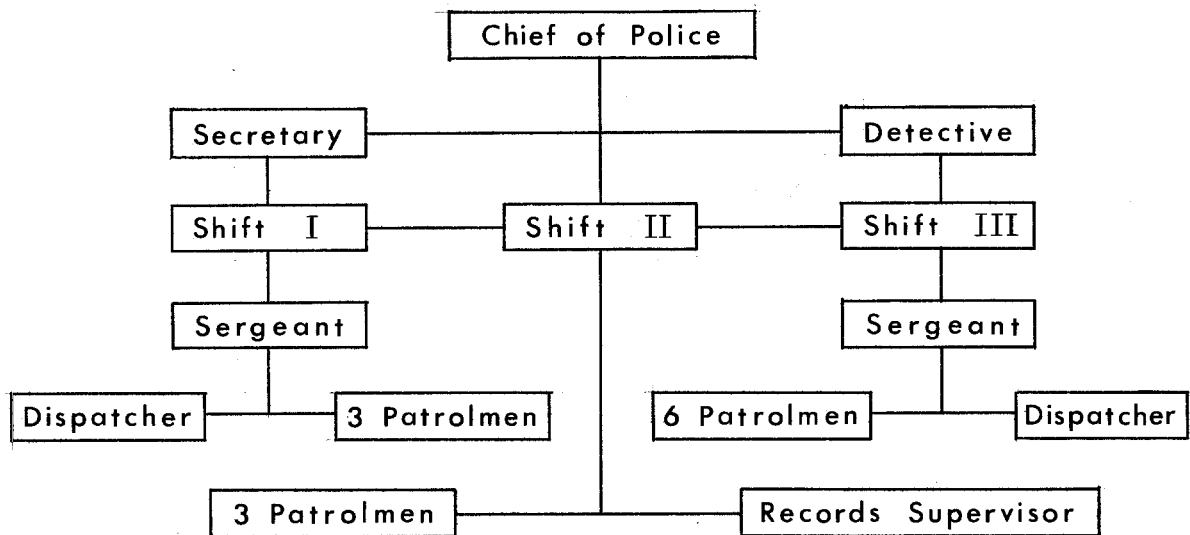 Chief of Police
Secretary
Detective
Shift I
Shift II
Shift III
Sergeant
Sergeant
Dispatcher
3 Patrolmen
6 Patrolmen
Dispatcher
3 Patrolmen
Records Supervisor